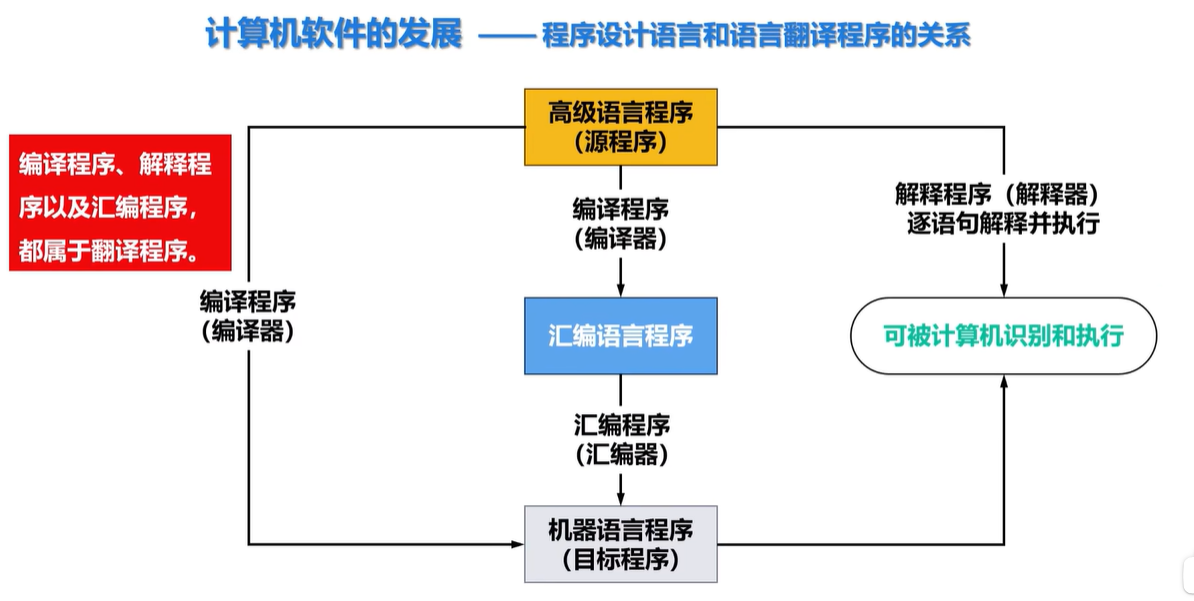 计算机软件的发展 —— 程序设计语言和语言翻译程序的关系
高级语言程序
（源程序）
编译程序、解释程
序以及汇编程序，
都属于翻译程序。
编译程序
（编译器）
解释程序（解释器）
逐语句解释并执行
编译程序
（编译器）
汇编语言程序
可被计算机识别和执行
汇编程序
（汇编器）
机器语言程序
（目标程序）